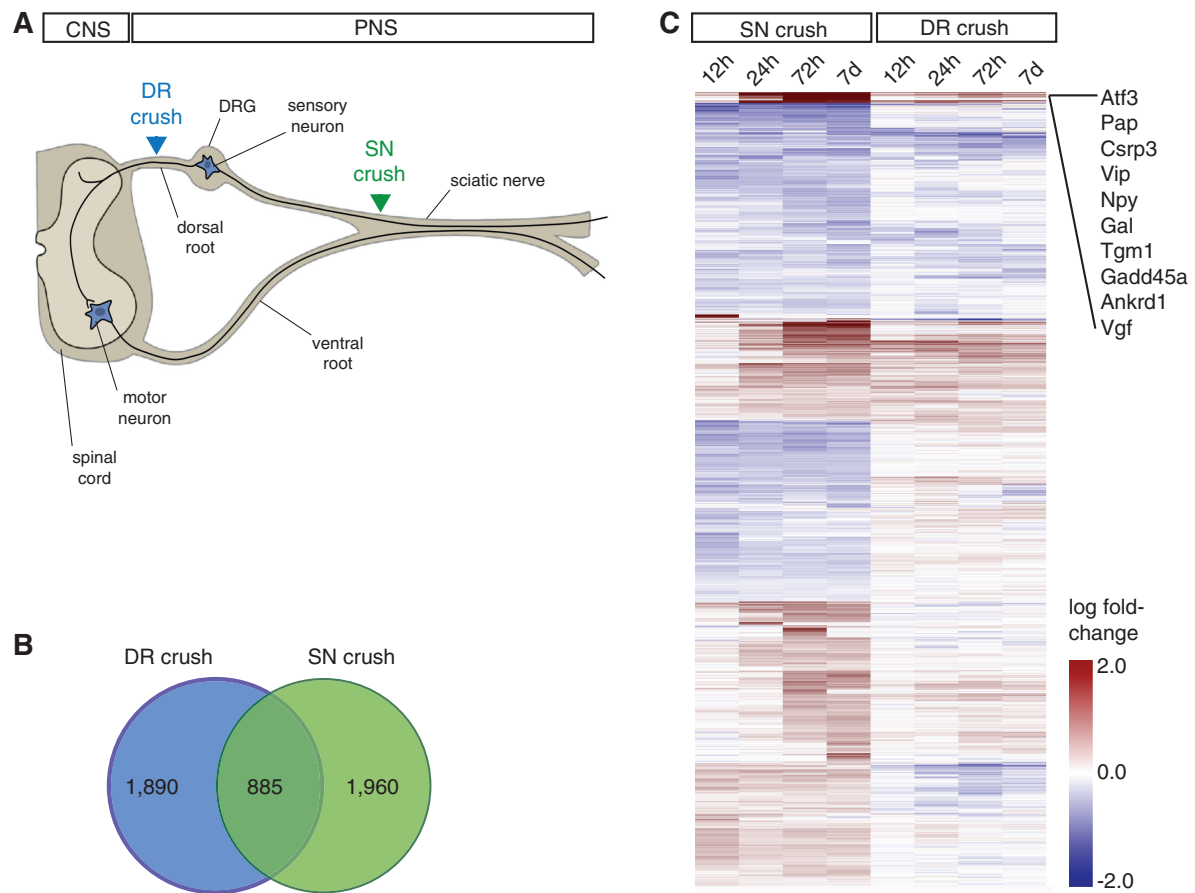 A
CNS
PNS
DR
crush
DRG
sensory
neuron
SN
crush
sciatic nerve
dorsal
root
ventral
root
motor
neuron
spinal
cord
B
DR crush
SN crush
1,890
885
1,960
C
SN crush
DR crush
12h
24h
72h
7d
12h
24h
72h
7d
Atf3
Pap
Csrp3
Vip
Npy
Gal
Tgm1
Gadd45a
Ankrd1
Vgf
log fold-
change
2.0
0.0
-2.0